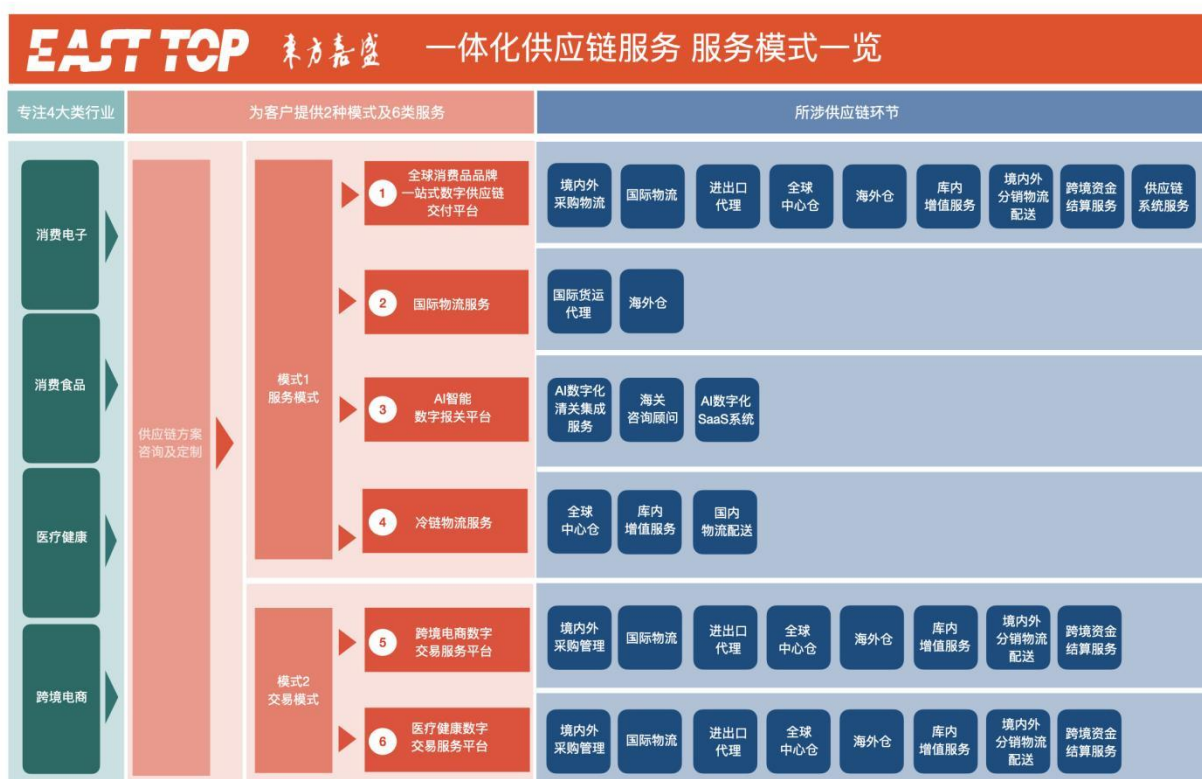 EAST TOP 東方嘉盛 一体化供应链服务 服务模式一览
专注4大类行业
为客户提供2种模式及6类服务
所涉供应链环节
消费电子
消费食品
医疗健康
跨境电商
供应链方案
咨询及定制
模式1
服务模式
1
全球消费品品牌
一站式数字供应链
交付平台
境内外
采购物流
国际物流
进出口
代理
全球
中心仓
海外仓
库内
增值服务
境内外
分销物流
配送
跨境资金
结算服务
供应链
系统服务
2
国际物流服务
国际货运
代理
海外仓
3
AI智能
数字报关平台
AI数字化
清关集成
服务
海关
咨询顾问
AI数字化
SaaS系统
4
冷链物流服务
全球
中心仓
库内
增值服务
国内
物流配送
模式2
交易模式
5
跨境电商数字
交易服务平台
境内外
采购管理
国际物流
进出口
代理
全球
中心仓
海外仓
库内
增值服务
境内外
分销物流
配送
跨境资金
结算服务
6
医疗健康数字
交易服务平台
境内外
采购管理
国际物流
进出口
代理
全球
中心仓
海外仓
库内
增值服务
境内外
分销物流
配送
跨境资金
结算服务